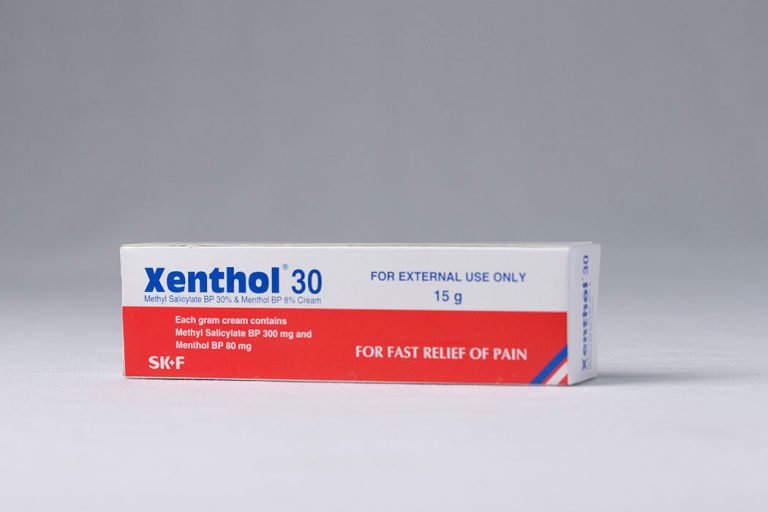 Xenthol® 30
Methyl Salicylate BP 30% & Menthol BP 8% Cream
FOR EXTERNAL USE ONLY
15 g
Each gram cream contains
Methyl Salicylate BP 300 mg and
Menthol BP 80 mg
SK+F
FOR FAST RELIEF OF PAIN
Xenthol® 30